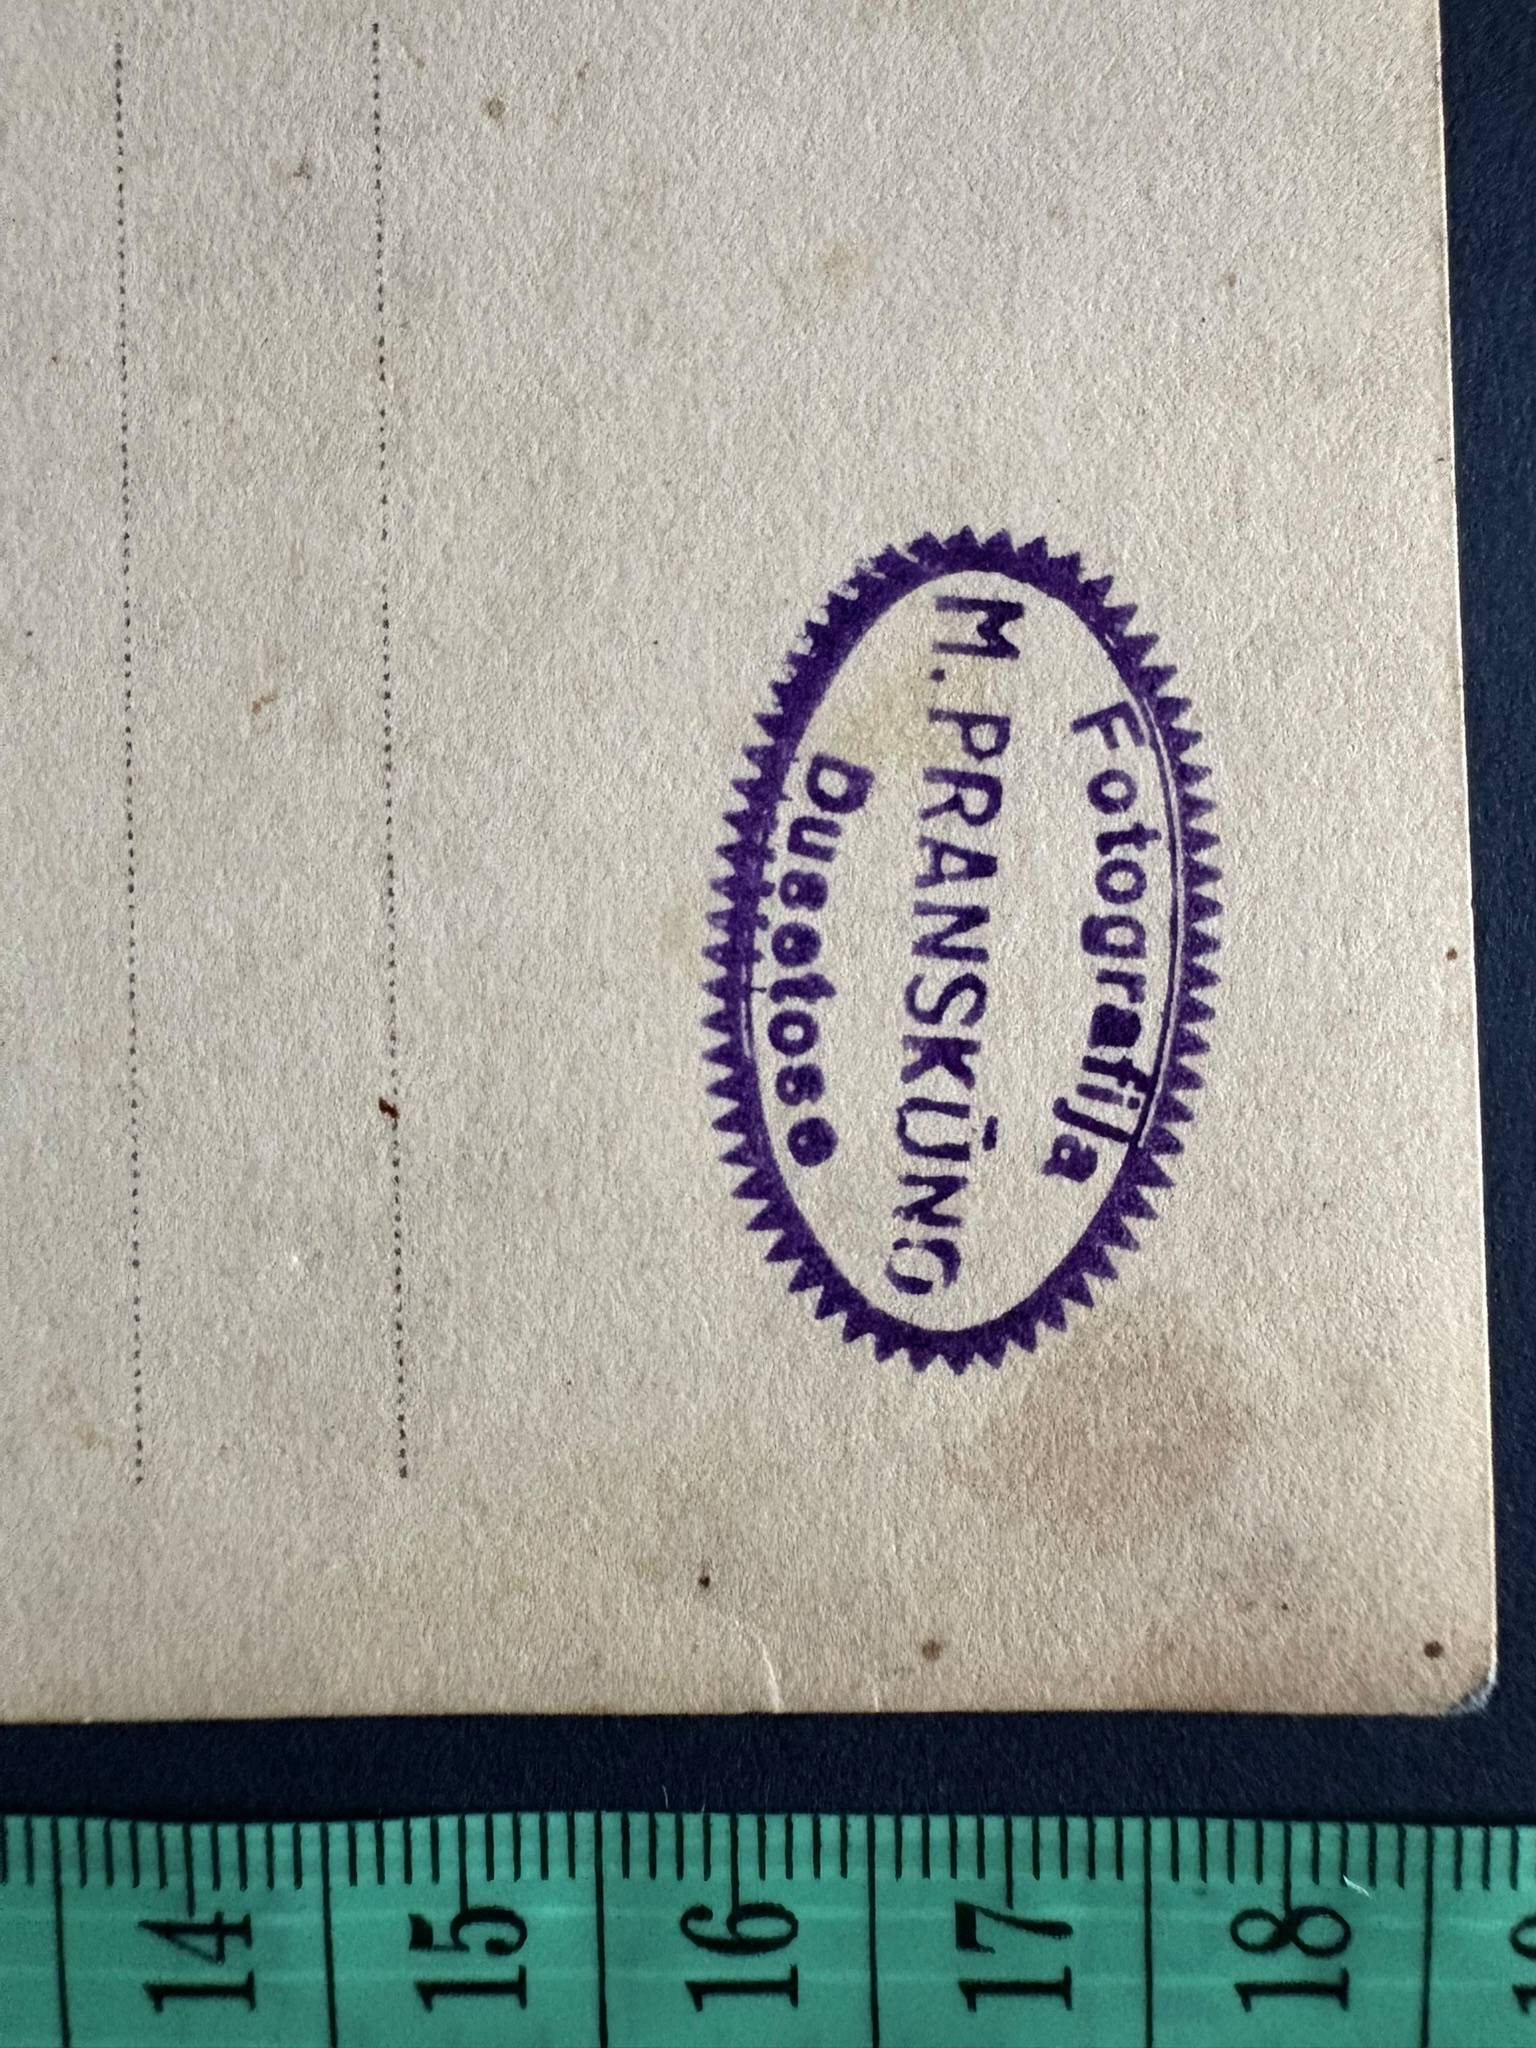 Fotografija
M. PRANSKŪNO
Dusetose
14 15 16 17 18